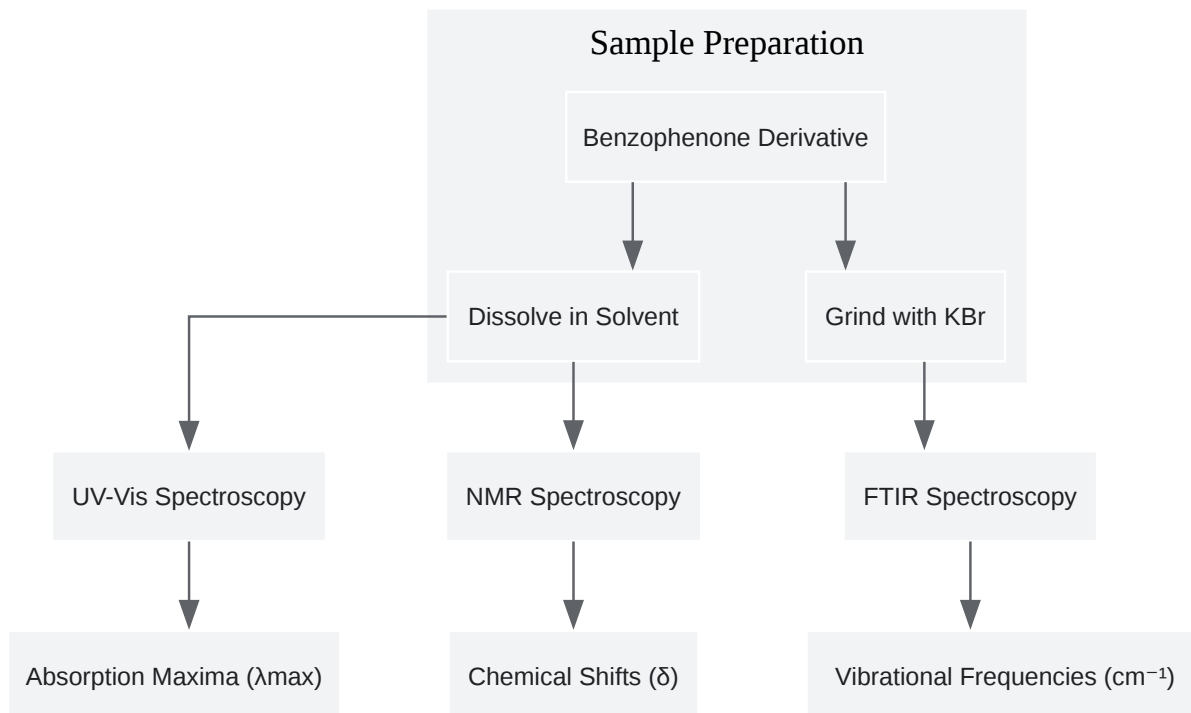 Sample Preparation
Benzophenone Derivative
Dissolve in Solvent
Grind with KBr
UV-Vis Spectroscopy
NMR Spectroscopy
FTIR Spectroscopy
Absorption Maxima (λmax)
Chemical Shifts (δ)
Vibrational Frequencies (cm⁻¹)